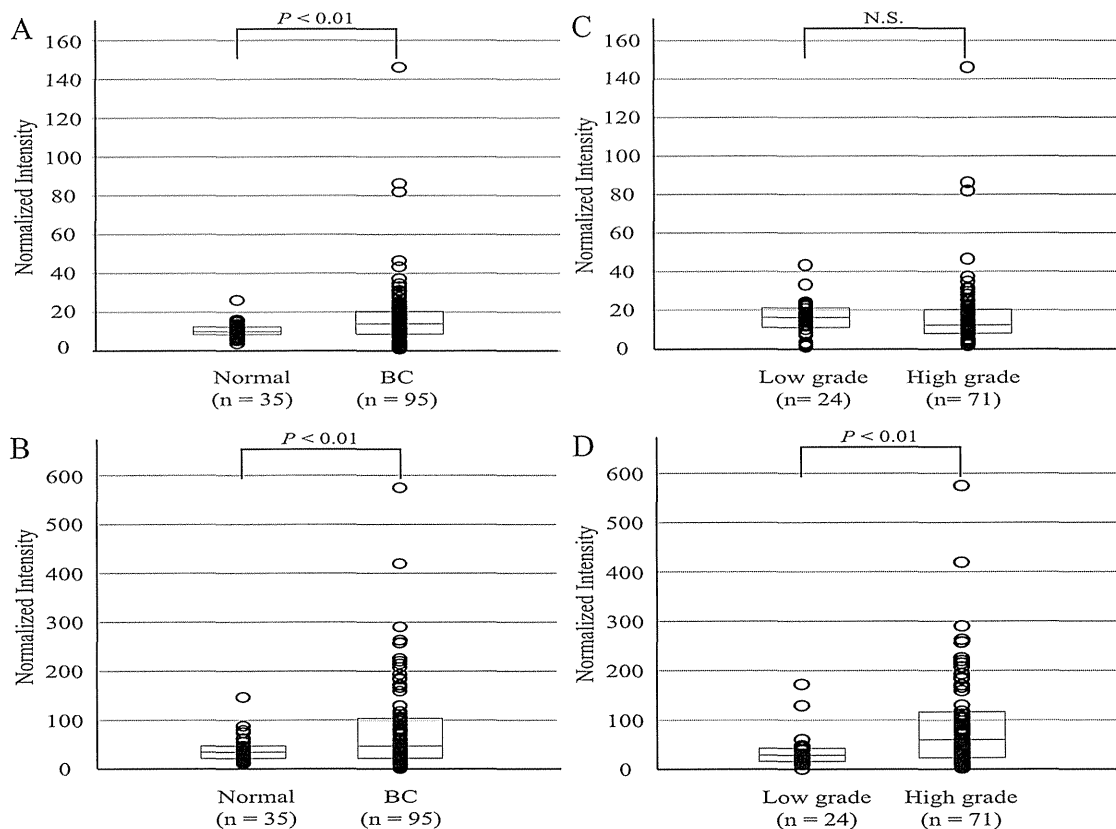 A
P < 0.01
160
140
120
100
80
60
40
20
0
Normalized Intensity
Normal
(n = 35)
BC
(n = 95)
C
N.S.
160
140
120
100
80
60
40
20
0
Normalized Intensity
Low grade
(n= 24)
High grade
(n= 71)
B
P < 0.01
600
500
400
300
200
100
0
Normalized Intensity
Normal
(n = 35)
BC
(n = 95)
D
P < 0.01
600
500
400
300
200
100
0
Normalized Intensity
Low grade
(n = 24)
High grade
(n = 71)